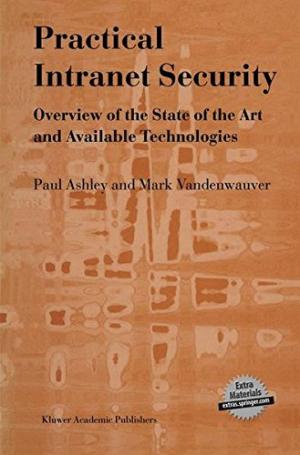 Practical
Intranet Security
Overview of the State of the Art
and Available Technologies
Paul Ashley and Mark Vandenwauver
Extra
Materials
extras.springer.com
Kluwer Academic Publishers